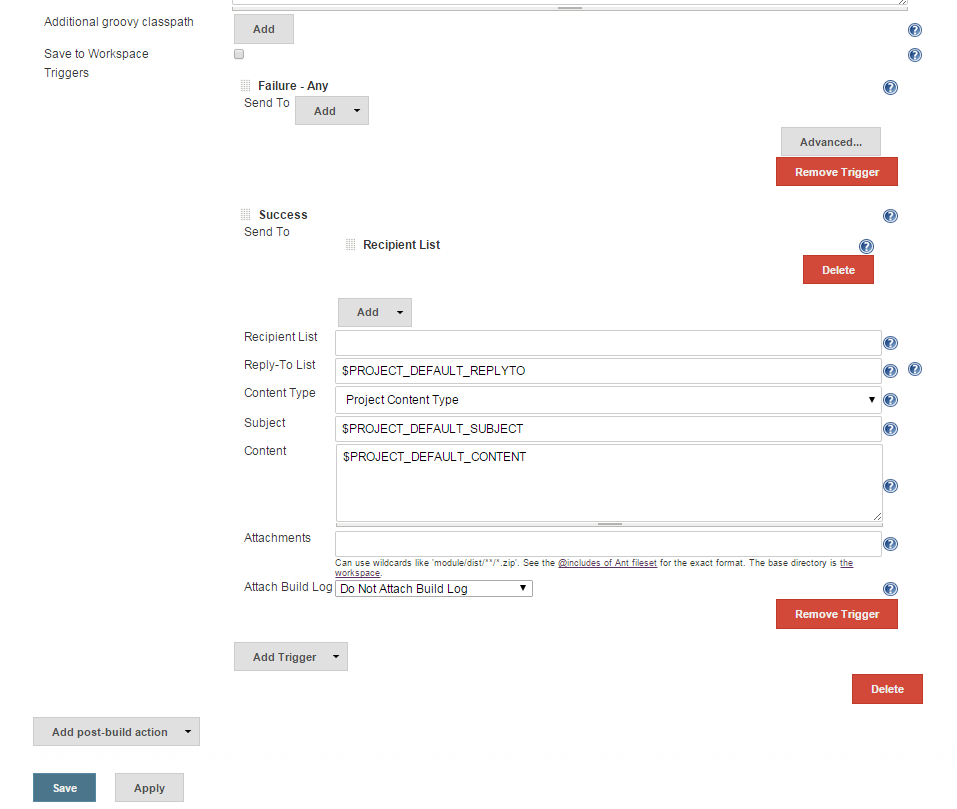 Additional groovy classpath
Add
Save to Workspace
Triggers
Failure - Any
Send To
Add
Advanced...
Remove Trigger
Success
Send To
Recipient List
Delete
Add
Recipient List
Reply-To List
$PROJECT_DEFAULT_REPLYTO
Content Type
Project Content Type
Subject
$PROJECT_DEFAULT_SUBJECT
Content
$PROJECT_DEFAULT_CONTENT
Attachments
Can use wildcards like 'module/dist/**/*.zip'. See the @includes of Ant fileset for the exact format. The base directory is the
workspace.
Attach Build Log
Do Not Attach Build Log
Remove Trigger
Add Trigger
Delete
Add post-build action
Save
Apply